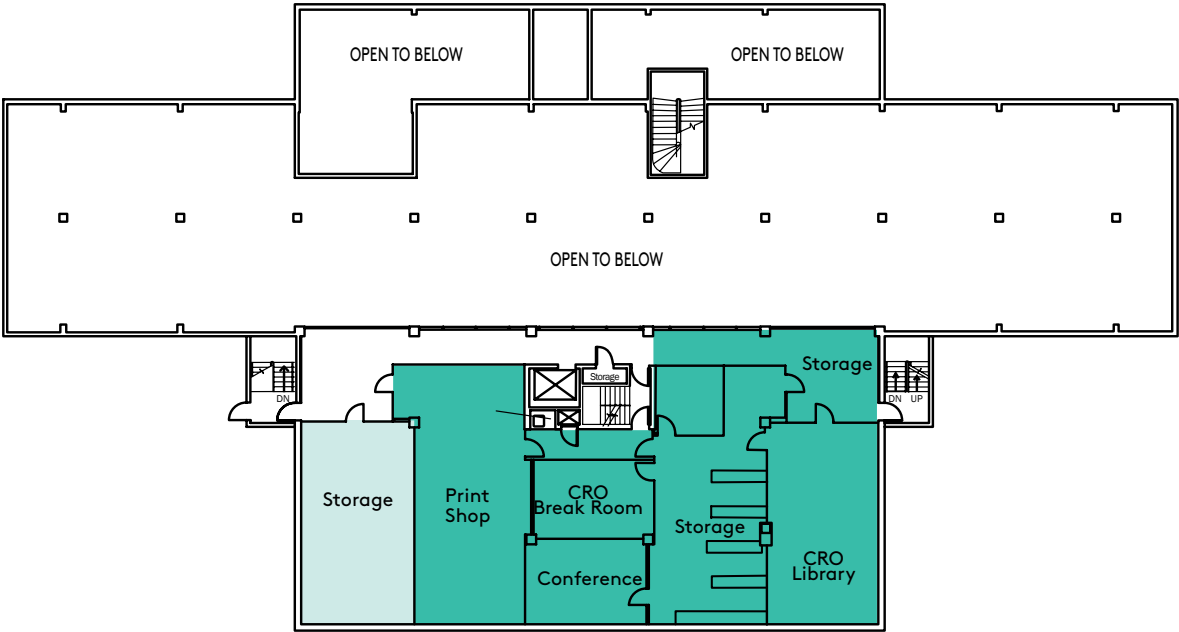 OPEN TO BELOW
OPEN TO BELOW
OPEN TO BELOW
Storage
Storage
DN
DN UP
Storage
Print
Shop
CRO
Break Room
Storage
Conference
CRO
Library